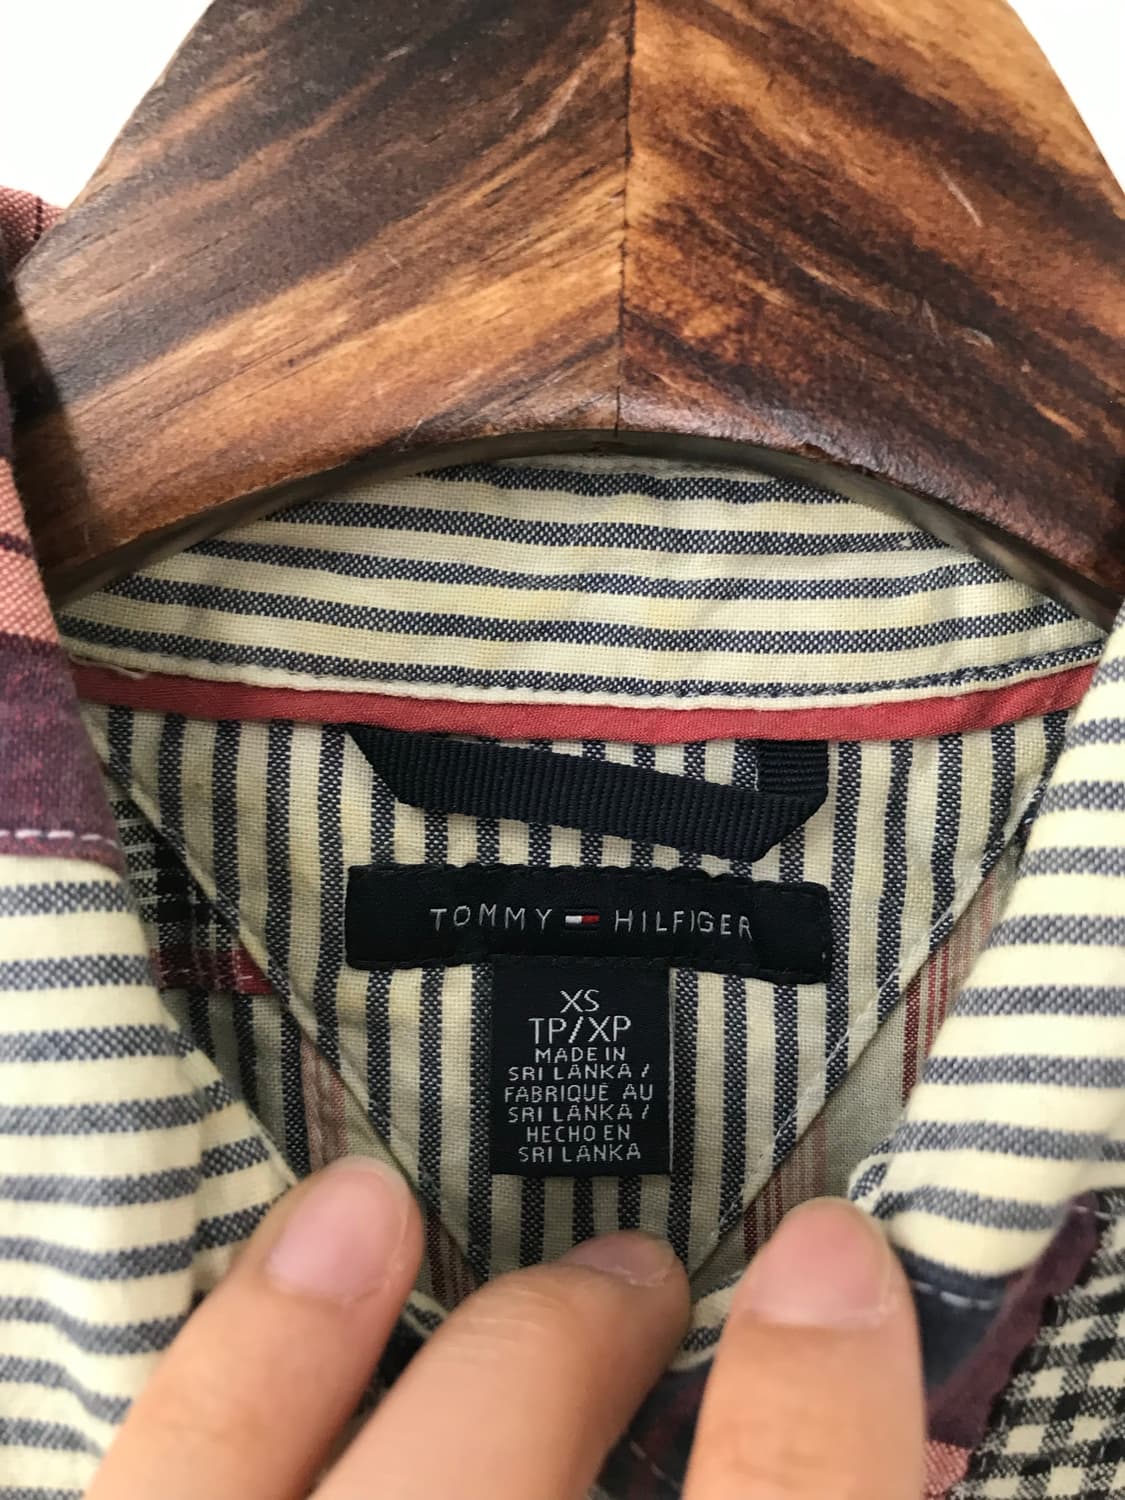 TOMMY HILFIGER
XS
TP/XP
MADE IN
SRI LANKA /
FABRIQUÉ AU
SRI LANKA /
HECHO EN
SRI LANKA